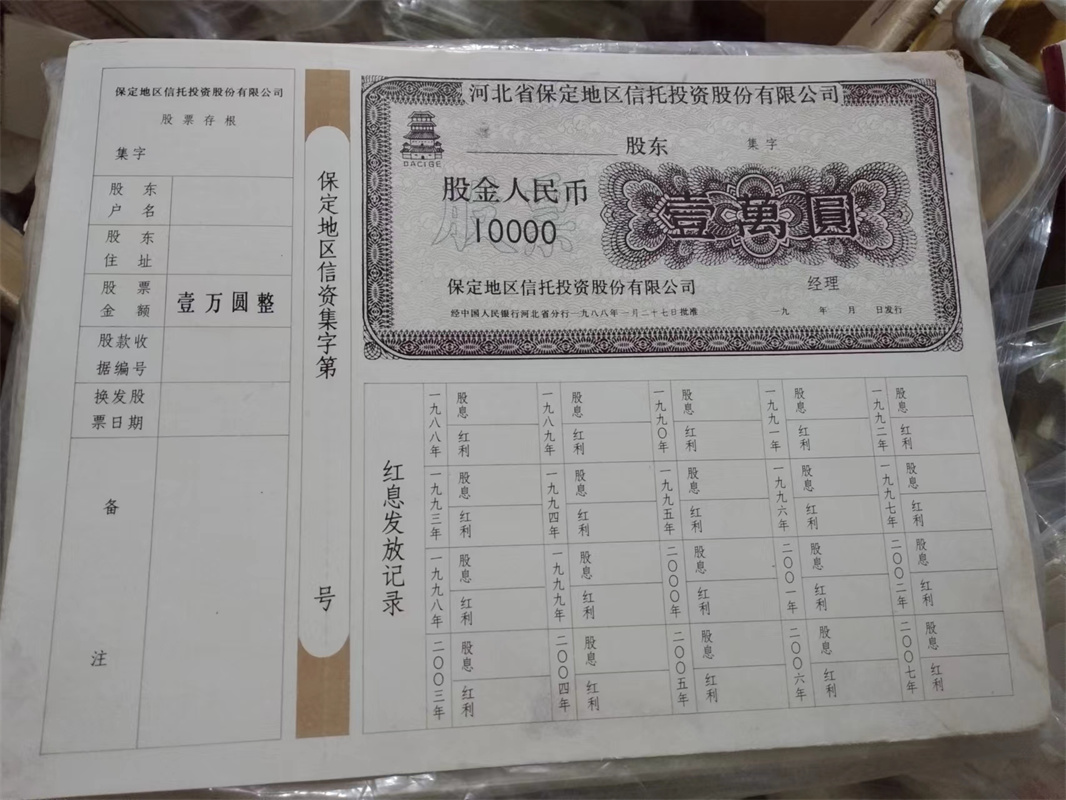 保定地区信托投资股份有限公司
股票存根
集字
股东
户名
股东
住址
股票
金额
壹万圆整
股款收
据编号
换发股
票日期
备
注
保定地区信资集字第
号
河北省保定地区信托投资股份有限公司
BACIGE
股东
集字
股票
股金人民币
10000
壹萬圓
保定地区信托投资股份有限公司
经理
经中国人民银行河北省分行一九八八年一月二十七日批准
一九 年 月 日发行
红息发放记录
一九八八年
股息
红利
一九八九年
股息
红利
一九九〇年
股息
红利
一九九一年
股息
红利
一九九二年
股息
红利
一九九三年
股息
红利
一九九四年
股息
红利
一九九五年
股息
红利
一九九六年
股息
红利
一九九七年
股息
红利
一九九八年
股息
红利
一九九九年
股息
红利
二〇〇〇年
股息
红利
二〇〇一年
股息
红利
二〇〇二年
股息
红利
二〇〇三年
股息
红利
二〇〇四年
股息
红利
二〇〇五年
股息
红利
二〇〇六年
股息
红利
二〇〇七年
股息
红利